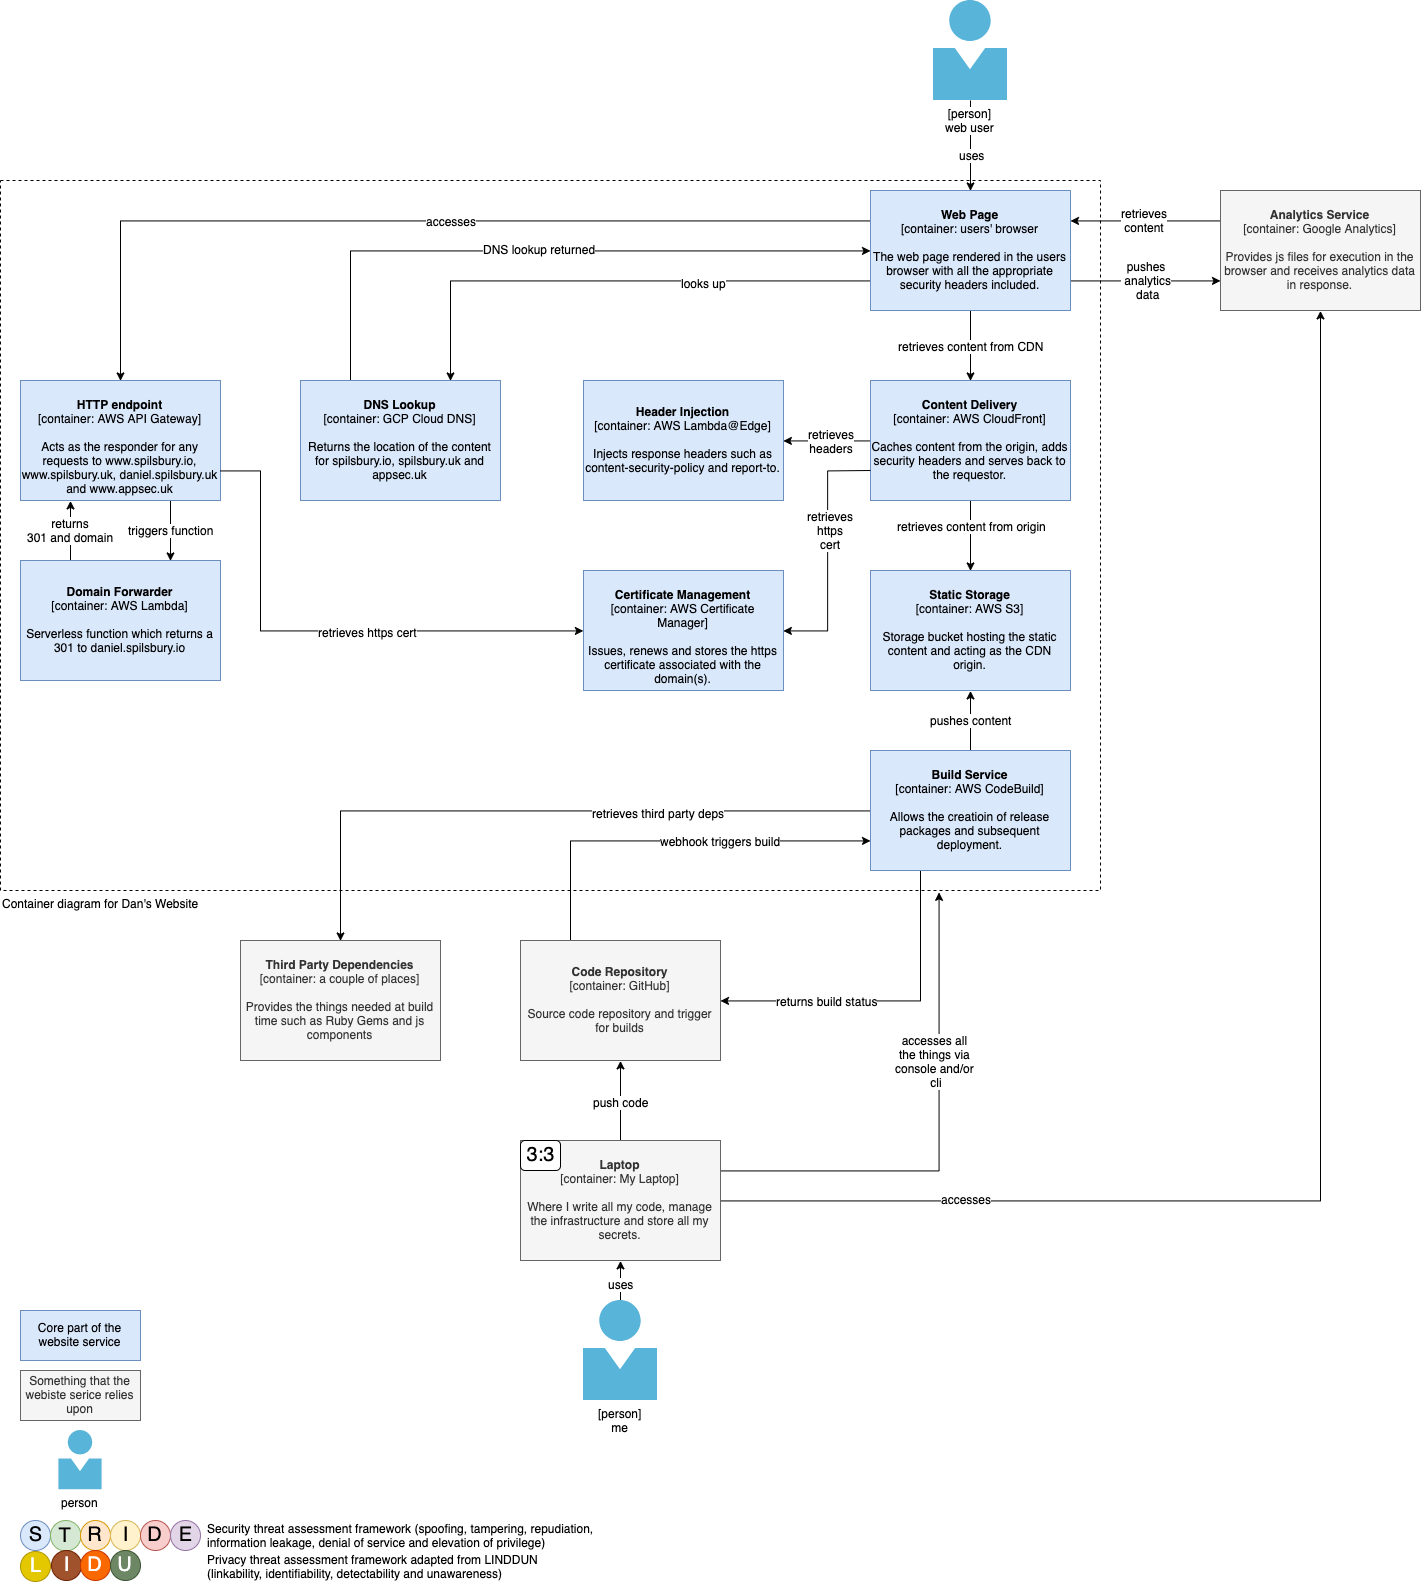 [person]
web user
uses
Web Page
[container: users' browser
The web page rendered in the users
browser with all the appropriate
security headers included.
retrieves
content
pushes
analytics
data
Analytics Service
[container: Google Analytics]
Provides js files for execution in the
browser and receives analytics data
in response.
accesses
DNS lookup returned
looks up
retrieves content from CDN
HTTP endpoint
[container: AWS API Gateway]
Acts as the responder for any
requests to www.spilsbury.io,
www.spilsbury.uk, daniel.spilsbury.uk
and www.appsec.uk
DNS Lookup
[container: GCP Cloud DNS]
Returns the location of the content
for spilsbury.io, spilsbury.uk and
appsec.uk
Header Injection
[container: AWS Lambda@Edge]
Injects response headers such as
content-security-policy and report-to.
retrieves
headers
Content Delivery
[container: AWS CloudFront]
Caches content from the origin, adds
security headers and serves back to
the requestor.
returns
301 and domain
triggers function
retrieves
https
cert
retrieves content from origin
Domain Forwarder
[container: AWS Lambda]
Serverless function which returns a
301 to daniel.spilsbury.io
retrieves https cert
Certificate Management
[container: AWS Certificate
Manager]
Issues, renews and stores the https
certificate associated with the
domain(s).
Static Storage
[container: AWS S3]
Storage bucket hosting the static
content and acting as the CDN
origin.
pushes content
Build Service
[container: AWS CodeBuild]
Allows the creatioin of release
packages and subsequent
deployment.
retrieves third party deps
webhook triggers build
Container diagram for Dan's Website
Third Party Dependencies
[container: a couple of places]
Provides the things needed at build
time such as Ruby Gems and js
components
Code Repository
[container: GitHub]
Source code repository and trigger
for builds
returns build status
accesses all
the things via
console and/or
cli
push code
3:3
Laptop
[container: My Laptop]
Where I write all my code, manage
the infrastructure and store all my
secrets.
accesses
uses
[person]
me
Core part of the
website service
Something that the
webiste serice relies
upon
person
S T R I D E
Security threat assessment framework (spoofing, tampering, repudiation,
information leakage, denial of service and elevation of privilege)
L I D U
Privacy threat assessment framework adapted from LINDDUN
(linkability, identifiability, detectability and unawareness)